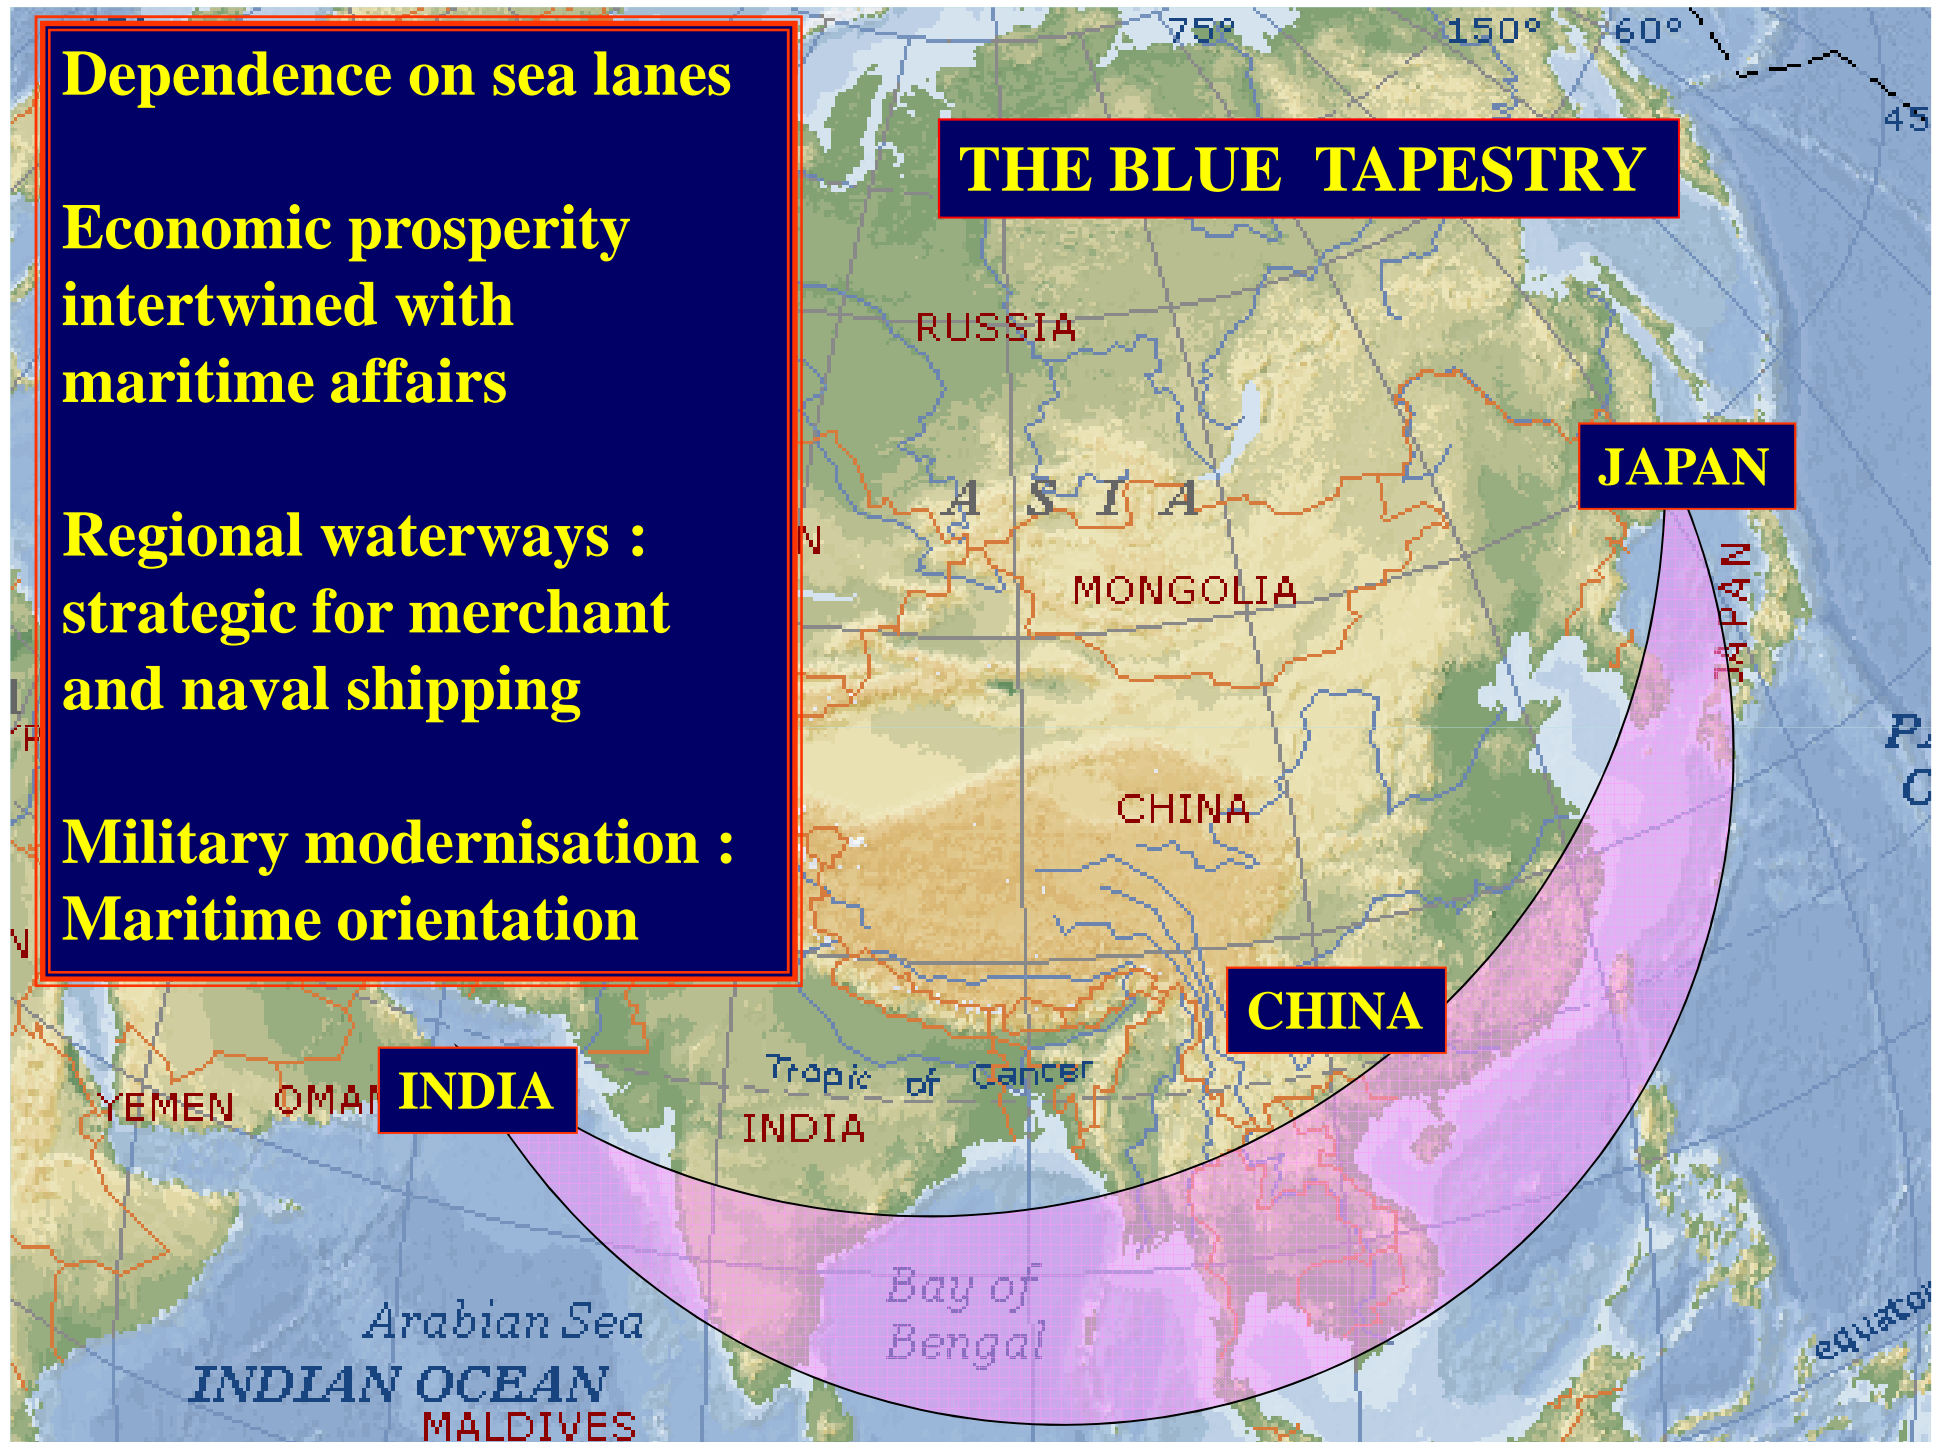 Dependence on sea lanes
Economic prosperity
intertwined with
maritime affairs
Regional waterways :
strategic for merchant
and naval shipping
Military modernisation :
Maritime orientation
75°
150°
60°
45
THE BLUE TAPESTRY
RUSSIA
JAPAN
ASIA
MONGOLIA
JAPAN
CHINA
CHINA
INDIA
Tropic of Cancer
YEMEN
INDIA
Bay of
Bengal
Arabian Sea
equator
INDIAN OCEAN
MALDIVES